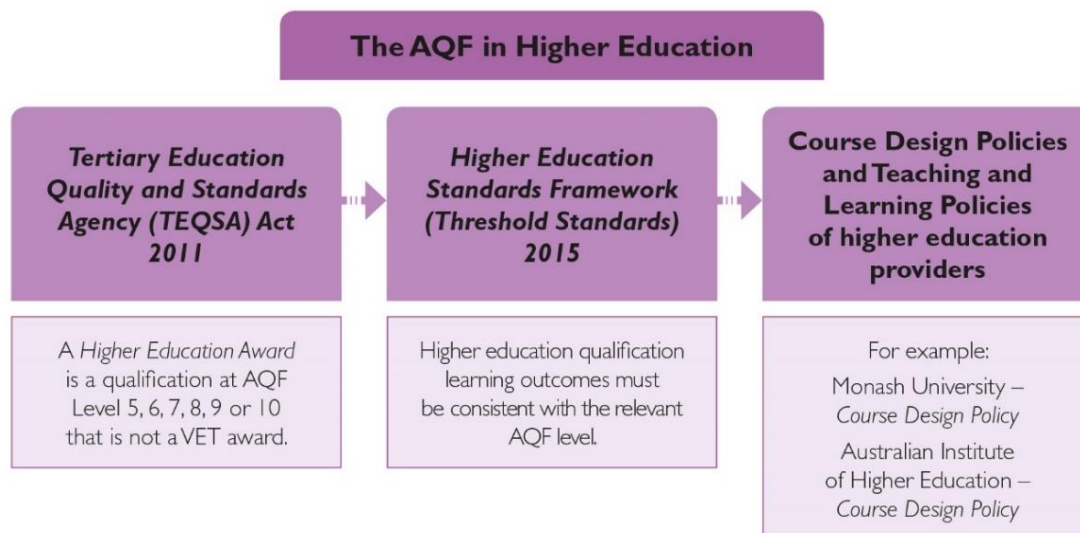 The AQF in Higher Education
Tertiary Education
Quality and Standards
Agency (TEQSA) Act
2011
A Higher Education Award
is a qualification at AQF
Level 5, 6, 7, 8, 9 or 10
that is not a VET award.
Higher Education
Standards Framework
(Threshold Standards)
2015
Higher education qualification
learning outcomes must
be consistent with the relevant
AQF level.
Course Design Policies
and Teaching and
Learning Policies
of higher education
providers
For example:
Monash University –
Course Design Policy
Australian Institute
of Higher Education –
Course Design Policy